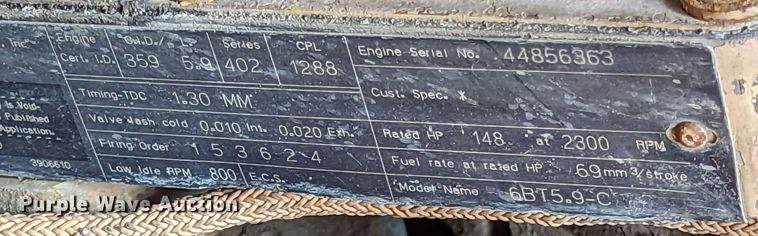 , Inc.
Engine Cert. I.D.
C.I.D./ L.
359 5.9
Series
402
CPL
1288
Engine Serial No. 44856363
Timing-TDC 1.30 MM
Cust. Spec. *
Valve lash cold 0.010 Int. 0.020 Exh.
Rated HP 148 at 2300 RPM
Firing Order 1 5 3 6 2 4
Fuel rate at rated HP 69 mm³/stroke
Low Idle RPM 800 E.C.S.
Model Name 6BT5.9-C
is Void
Published
Application.
3906610
Purple Wave Auction